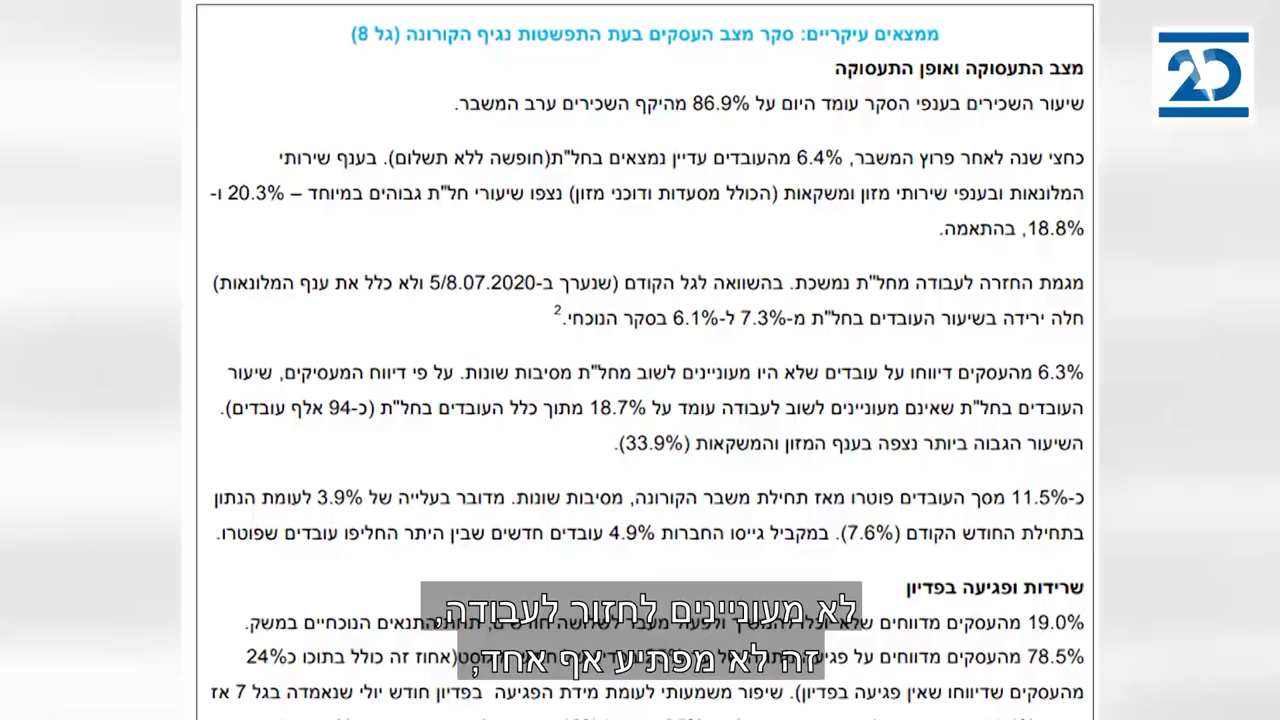 ממצאים עיקריים: סקר מצב העסקים בעת התפשטות נגיף הקורונה (גל 8)
20
מצב התעסוקה ואופן התעסוקה
שיעור השכירים בענפי הסקר עומד היום על 86.9% מהיקף השכירים ערב המשבר.
כחצי שנה לאחר פרוץ המשבר, 6.4% מהעובדים עדיין נמצאים בחל"ת(חופשה ללא תשלום). בענף שירותי
המלונאות ובענפי שירותי מזון ומשקאות (הכולל מסעדות ודוכני מזון) נצפו שיעורי חל"ת גבוהים במיוחד – 20.3% ו-
18.8%, בהתאמה.
מגמת החזרה לעבודה מחל"ת נמשכת. בהשוואה לגל הקודם (שנערך ב-5/8.07.2020 ולא כלל את ענף המלונאות)
חלה ירידה בשיעור העובדים בחל"ת מ-7.3% ל-6.1% בסקר הנוכחי.2
6.3% מהעסקים דיווחו על עובדים שלא היו מעוניינים לשוב מחל"ת מסיבות שונות. על פי דיווח המעסיקים, שיעור
העובדים בחל"ת שאינם מעוניינים לשוב לעבודה עומד על 18.7% מתוך כלל העובדים בחל"ת (כ-94 אלף עובדים).
השיעור הגבוה ביותר נצפה בענף המזון והמשקאות (33.9%).
כ-11.5% מסך העובדים פוטרו מאז תחילת משבר הקורונה, מסיבות שונות. מדובר בעלייה של 3.9% לעומת הנתון
בתחילת החודש הקודם (7.6%). במקביל גייסו החברות 4.9% עובדים חדשים שבין היתר החליפו עובדים שפוטרו.
שרידות ופגיעה בפדיון
לא מעוניינים לחזור לעבודה,
19.0% מהעסקים מדווחים תנאים הנוכחיים במשק.
זה לא מפתיע אף אחד,
78.5% מהעסקים מדווחים על (אחוז זה כולל בתוכו כ24%
מהעסקים שדיווחו שאין פגיעה בפדיון). שיפור משמעותי לעומת מידת הפגיעה בפדיון חודש יולי שנאמדה בגל 7 אז